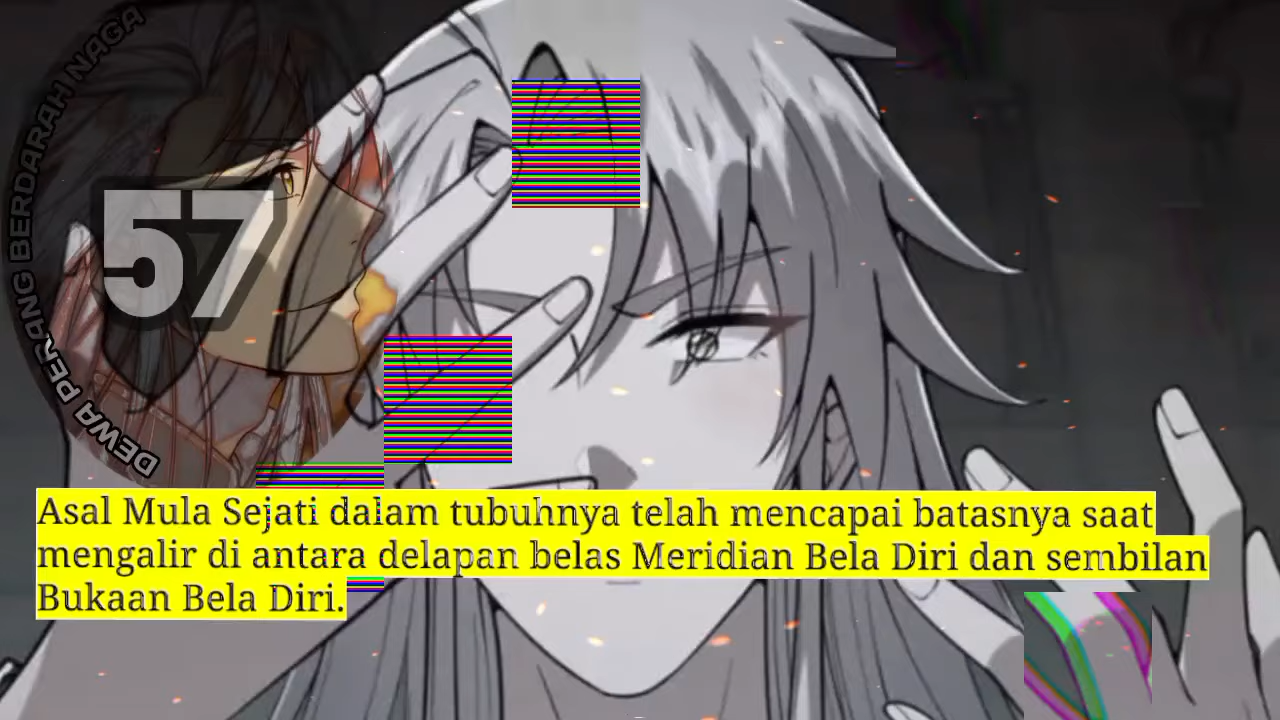 DEWA PERANG BERDARAH NAGA
57
Asal Mula Sejati dalam tubuhnya telah mencapai batasnya saat
mengalir di antara delapan belas Meridian Bela Diri dan sembilan
Bukaan Bela Diri.